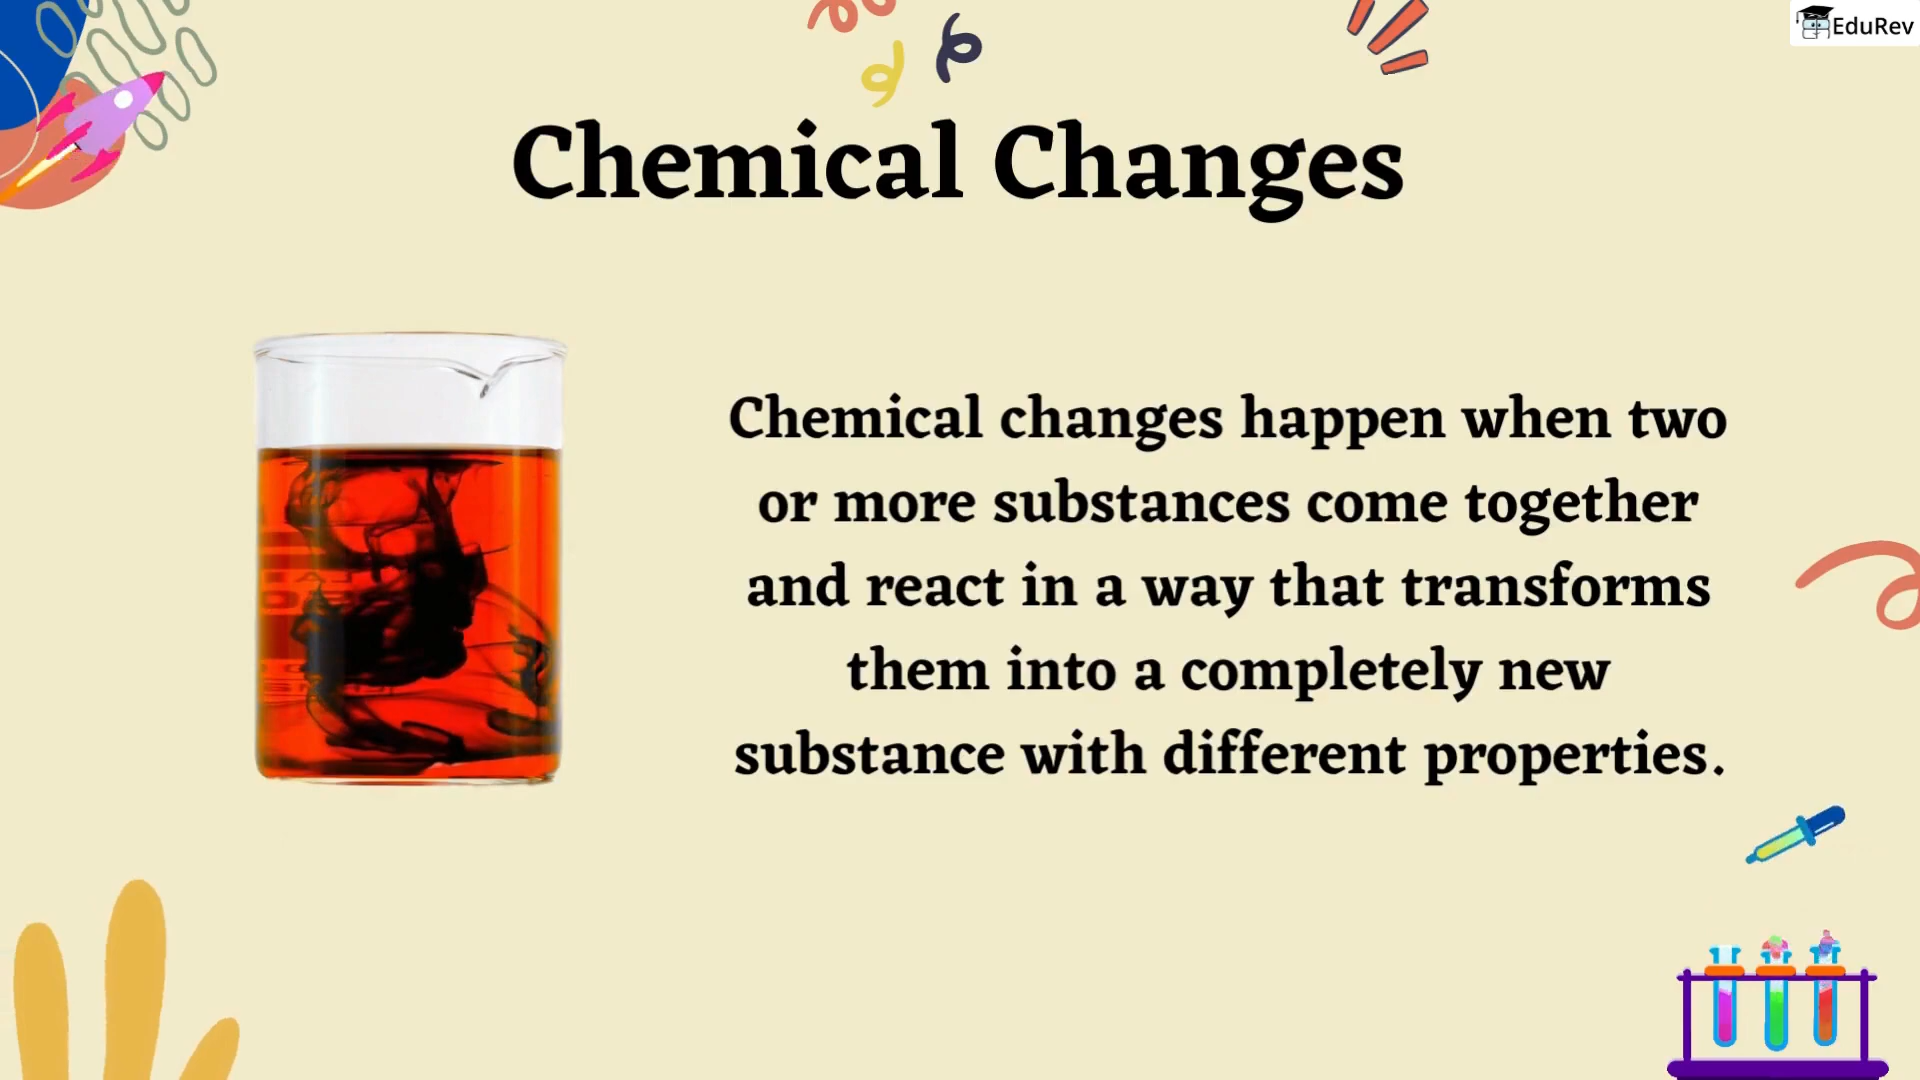 EduRev
Chemical Changes
Chemical changes happen when two
or more substances come together
and react in a way that transforms
them into a completely new
substance with different properties.